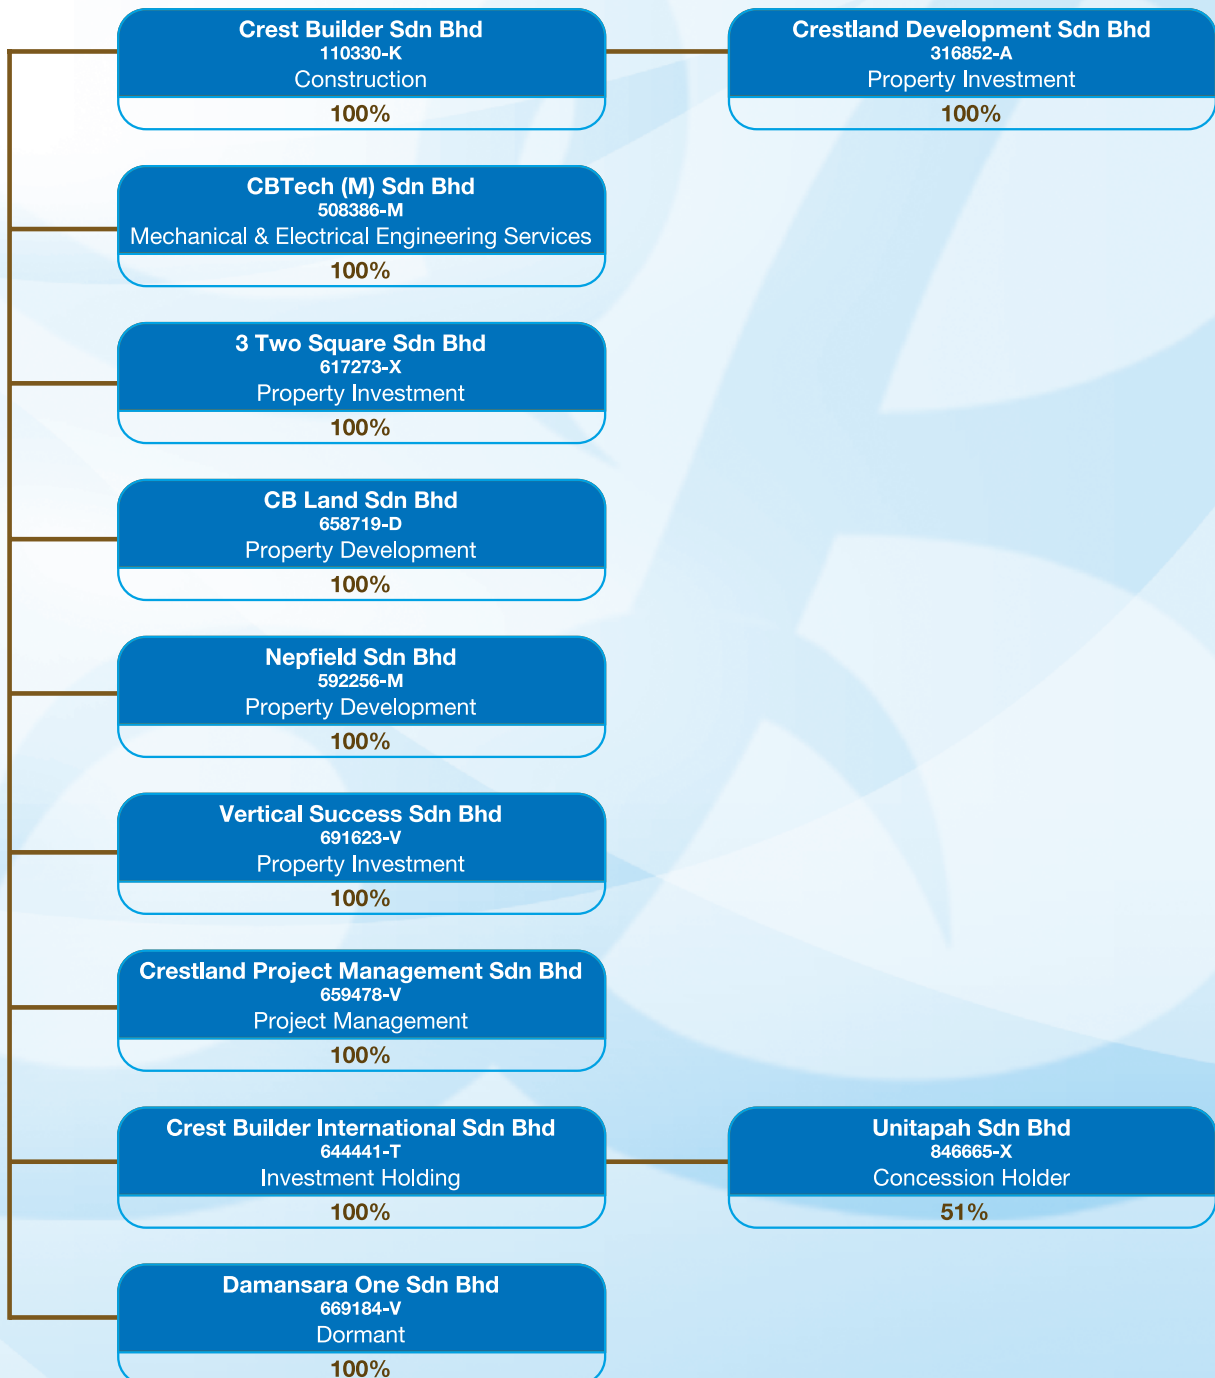 Crest Builder Sdn Bhd
110330-K
Construction
100%
Crestland Development Sdn Bhd
316852-A
Property Investment
100%
CBTech (M) Sdn Bhd
508386-M
Mechanical & Electrical Engineering Services
100%
3 Two Square Sdn Bhd
617273-X
Property Investment
100%
CB Land Sdn Bhd
658719-D
Property Development
100%
Nepfield Sdn Bhd
592256-M
Property Development
100%
Vertical Success Sdn Bhd
691623-V
Property Investment
100%
Crestland Project Management Sdn Bhd
659478-V
Project Management
100%
Crest Builder International Sdn Bhd
644441-T
Investment Holding
100%
Unitapah Sdn Bhd
846665-X
Concession Holder
51%
Damansara One Sdn Bhd
669184-V
Dormant
100%